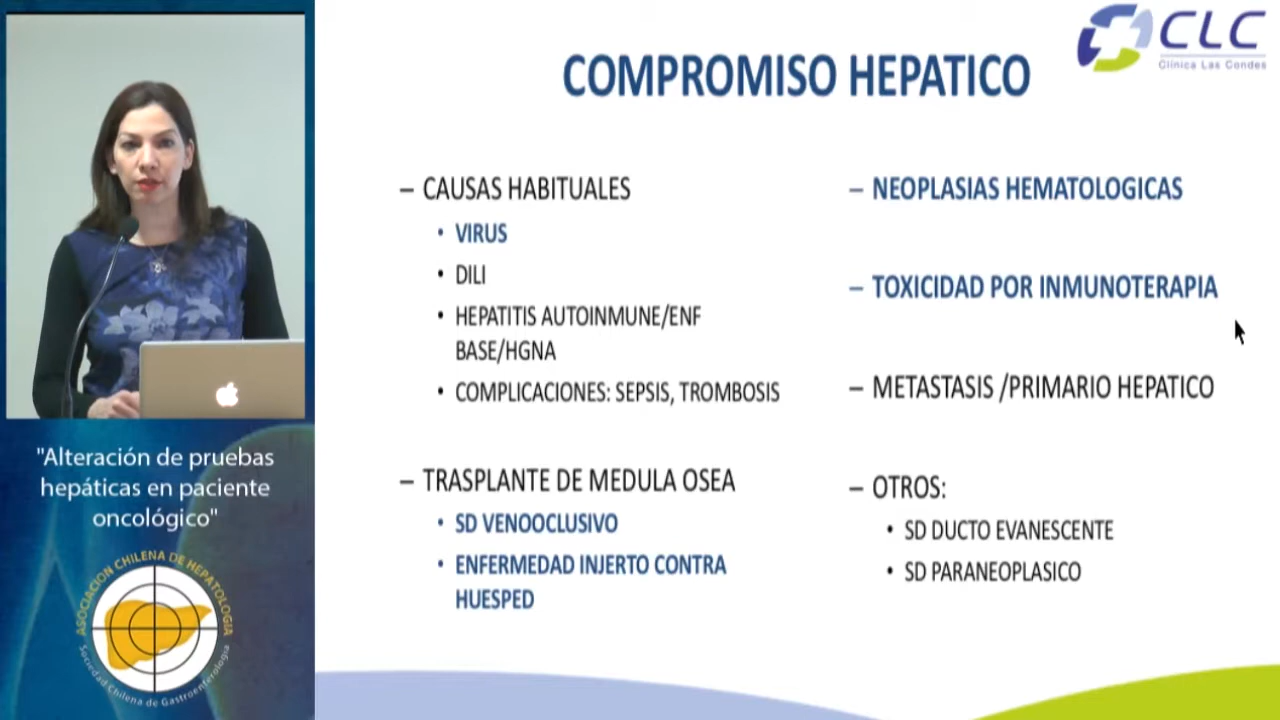 COMPROMISO HEPATICO
CLC
Clínica Las Condes
– CAUSAS HABITUALES
• VIRUS
• DILI
• HEPATITIS AUTOINMUNE/ENF
BASE/HGNA
• COMPLICACIONES: SEPSIS, TROMBOSIS
– TRASPLANTE DE MEDULA OSEA
• SD VENOOCLUSIVO
• ENFERMEDAD INJERTO CONTRA
HUESPED
– NEOPLASIAS HEMATOLOGICAS
– TOXICIDAD POR INMUNOTERAPIA
– METASTASIS /PRIMARIO HEPATICO
– OTROS:
• SD DUCTO EVANESCENTE
• SD PARANEOPLASICO
"Alteración de pruebas
hepáticas en paciente
oncológico"
ASOCIACION CHILENA DE HEPATOLOGIA
Sociedad Chilena de Gastroenterología